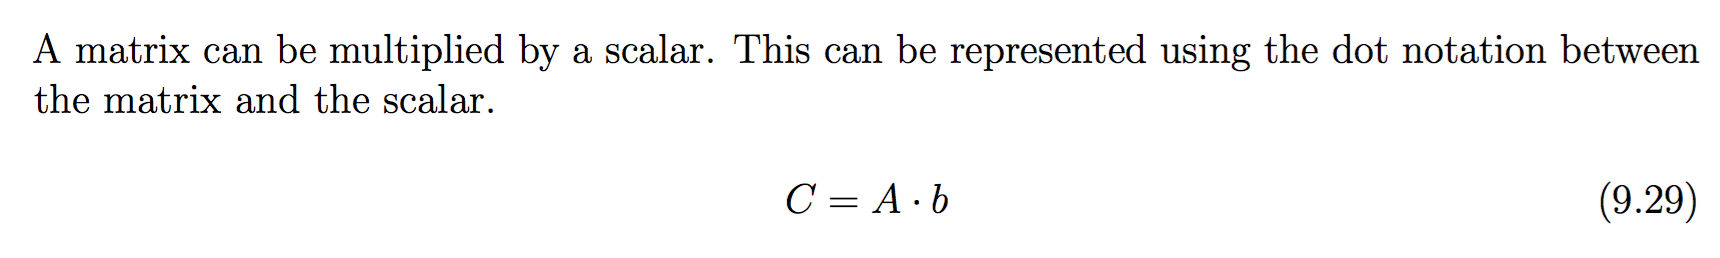 A matrix can be multiplied by a scalar. This can be represented using the dot notation between
the matrix and the scalar.
C = A · b (9.29)